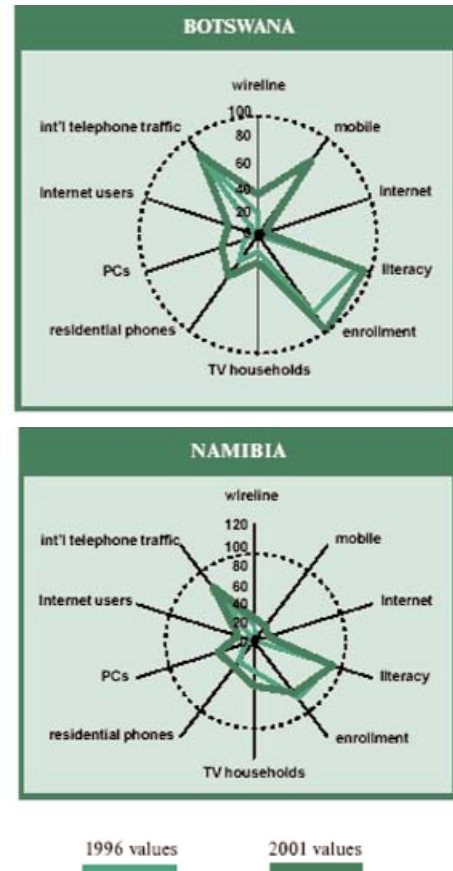 BOTSWANA
wireline
100
80
60
40
20
0
mobile
Internet
literacy
enrollment
TV households
residential phones
PCs
Internet users
int'l telephone traffic
NAMIBIA
wireline
120
100
80
60
40
20
0
mobile
Internet
literacy
enrollment
TV households
residential phones
PCs
Internet users
int'l telephone traffic
1996 values 2001 values